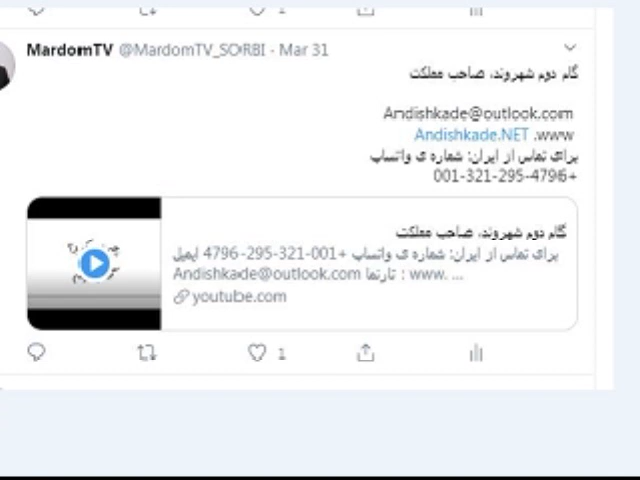 1
MardomTV @MardomTV_SORBI · Mar 31
گام دوم شهروند، صاحب مملکت
Andishkade@outlook.com
Andishkade.NET .www
برای تماس از ایران: شماره ی واتساپ
001-321-295-4796+
گام دوم شهروند، صاحب مملکت
برای تماس از ایران: شماره ی واتساپ +001-321-295-4796 ایمیل
Andishkade@outlook.com تارنما : www. ...
youtube.com
1